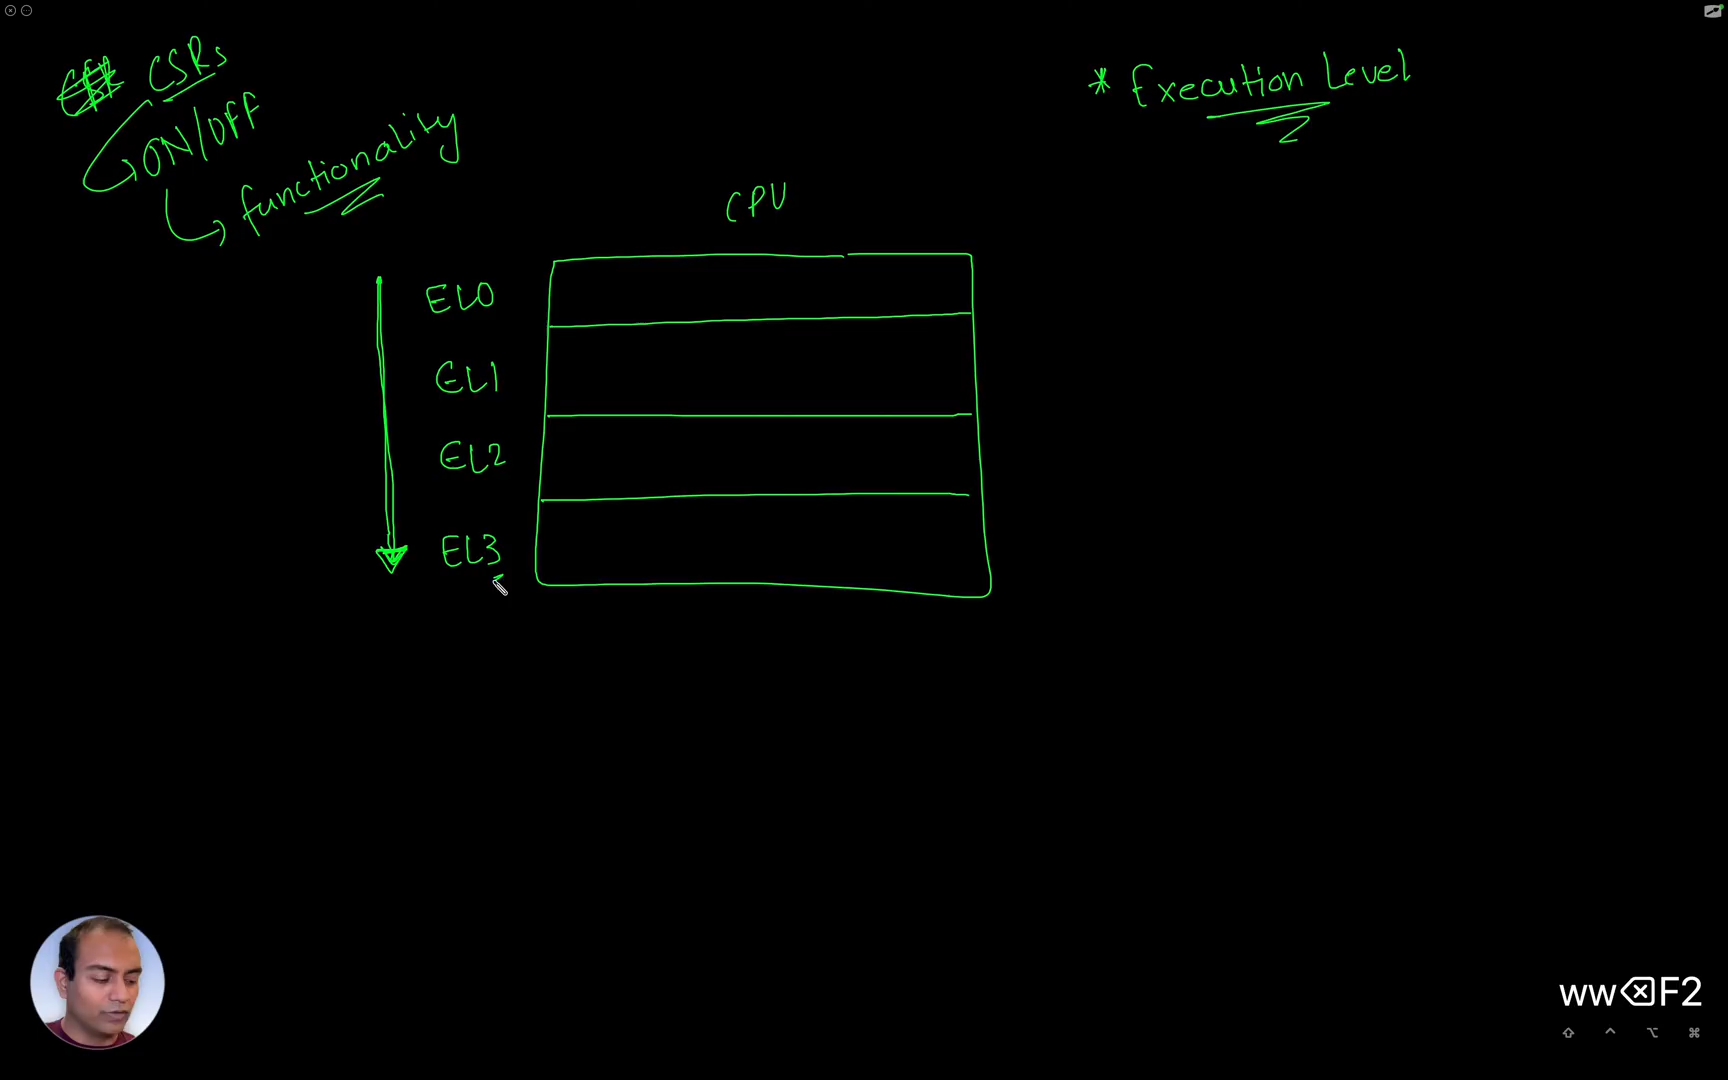 CSRs
ON/OFF
functionality
* Execution Level
CPU
EL0
EL1
EL2
EL3
ww⌫F2
⇧ ⌃ ⌥ ⌘